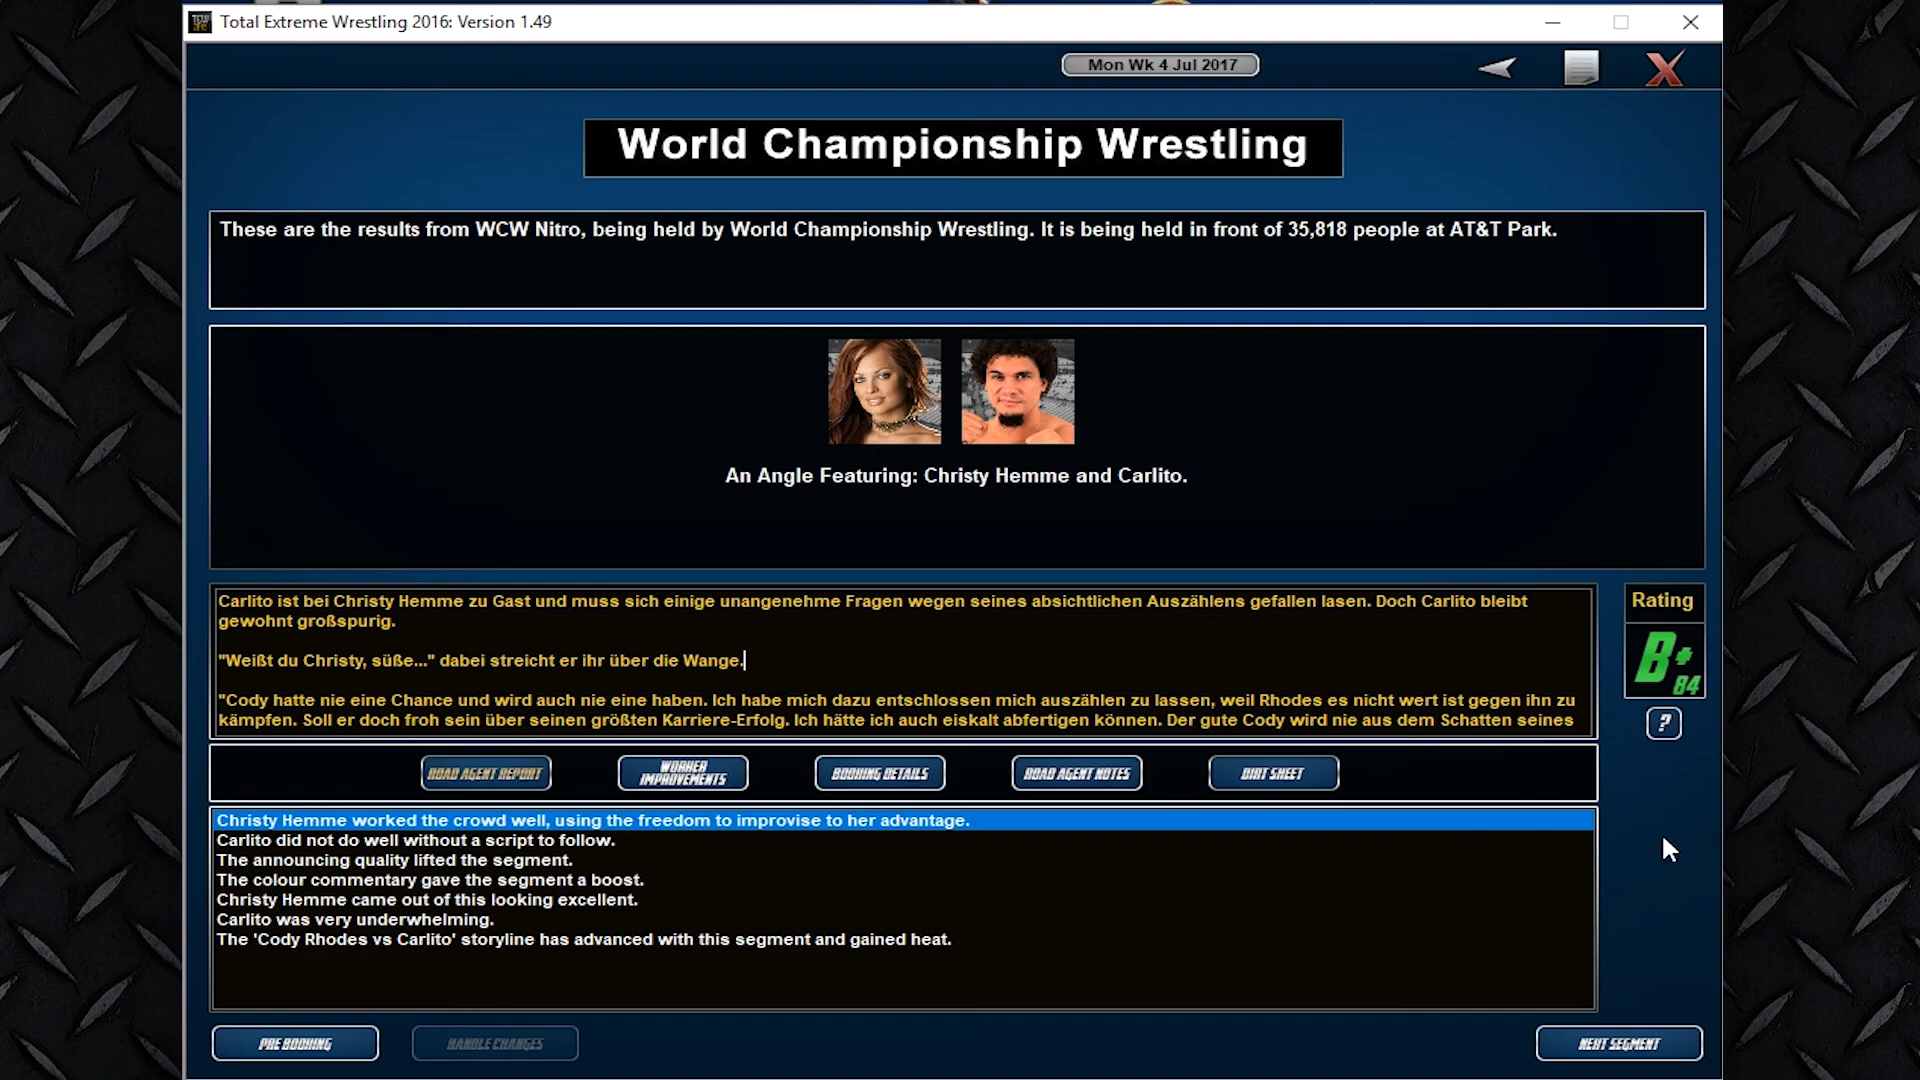 Total Extreme Wrestling 2016: Version 1.49
Mon Wk 4 Jul 2017
World Championship Wrestling
These are the results from WCW Nitro, being held by World Championship Wrestling. It is being held in front of 35,818 people at AT&T Park.
An Angle Featuring: Christy Hemme and Carlito.
Carlito ist bei Christy Hemme zu Gast und muss sich einige unangenehme Fragen wegen seines absichtlichen Auszählens gefallen lasen. Doch Carlito bleibt
gewohnt großspurig.
"Weißt du Christy, süße..." dabei streicht er ihr über die Wange.
"Cody hatte nie eine Chance und wird auch nie eine haben. Ich habe mich dazu entschlossen mich auszählen zu lassen, weil Rhodes es nicht wert ist gegen ihn zu
kämpfen. Soll er doch froh sein über seinen größten Karriere-Erfolg. Ich hätte ich auch eiskalt abfertigen können. Der gute Cody wird nie aus dem Schatten seines
Rating
B+
84
?
ROAD AGENT REPORT
WORKER
IMPROVEMENTS
BOOKING DETAILS
ROAD AGENT NOTES
DIRT SHEET
Christy Hemme worked the crowd well, using the freedom to improvise to her advantage.
Carlito did not do well without a script to follow.
The announcing quality lifted the segment.
The colour commentary gave the segment a boost.
Christy Hemme came out of this looking excellent.
Carlito was very underwhelming.
The 'Cody Rhodes vs Carlito' storyline has advanced with this segment and gained heat.
PRE BOOKING
HANDLE CHANGES
NEXT SEGMENT